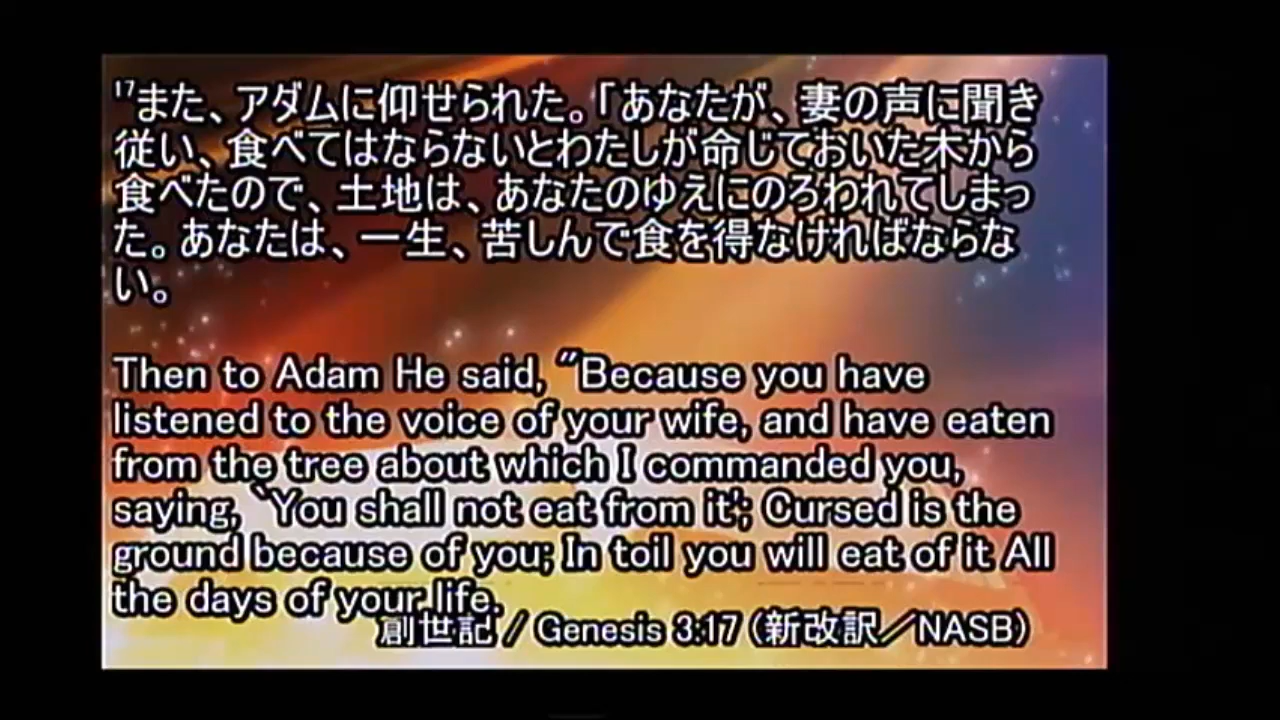 17また、アダムに仰せられた。「あなたが、妻の声に聞き
従い、食べてはならないとわたしが命じておいた木から
食べたので、土地は、あなたのゆえにのろわれてしまっ
た。あなたは、一生、苦しんで食を得なければならな
い。
Then to Adam He said, "Because you have
listened to the voice of your wife, and have eaten
from the tree about which I commanded you,
saying, `You shall not eat from it'; Cursed is the
ground because of you; In toil you will eat of it All
the days of your life.
創世記 / Genesis 3:17 (新改訳/NASB)